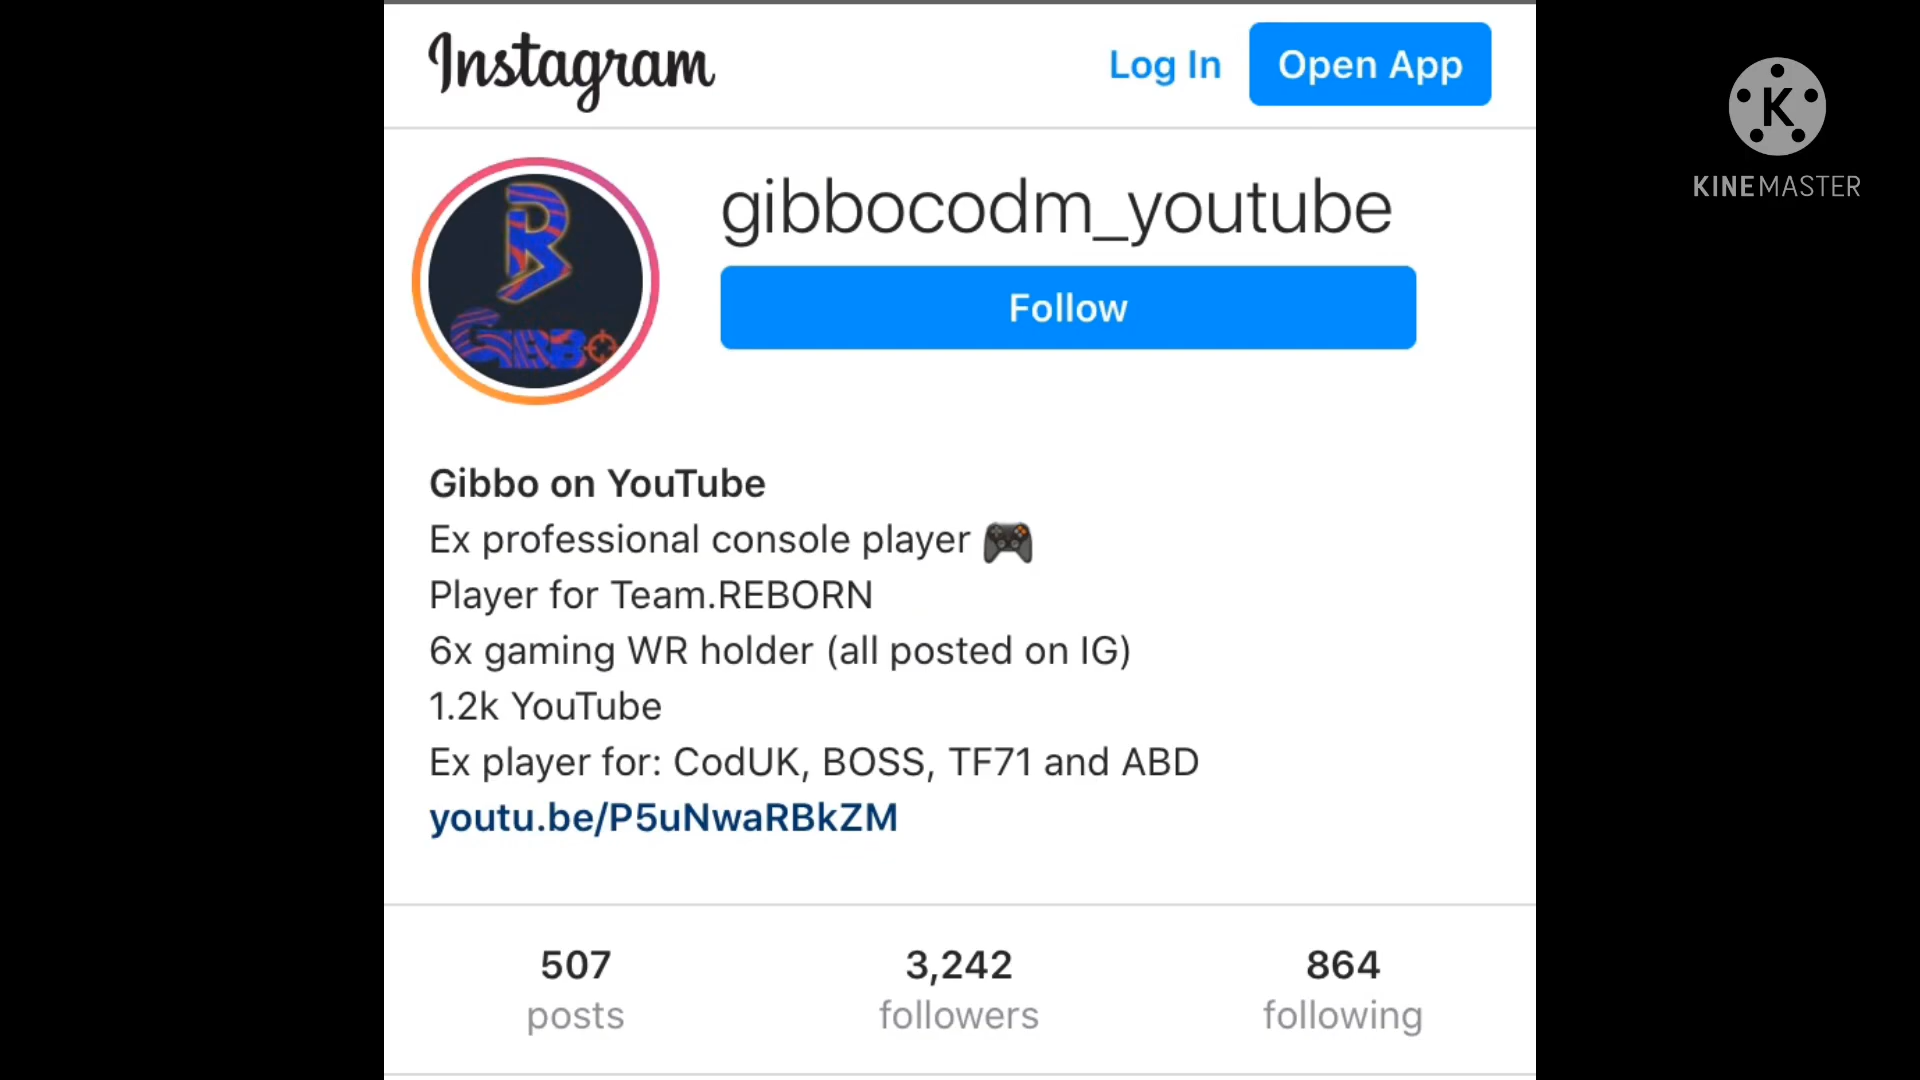 Instagram
Log In
Open App
K
KINEMASTER
gibbocodm_youtube
R
GIBBO
Follow
Gibbo on YouTube
Ex professional console player 🎮
Player for Team.REBORN
6x gaming WR holder (all posted on IG)
1.2k YouTube
Ex player for: CodUK, BOSS, TF71 and ABD
youtu.be/P5uNwaRBkZM
507
posts
3,242
followers
864
following